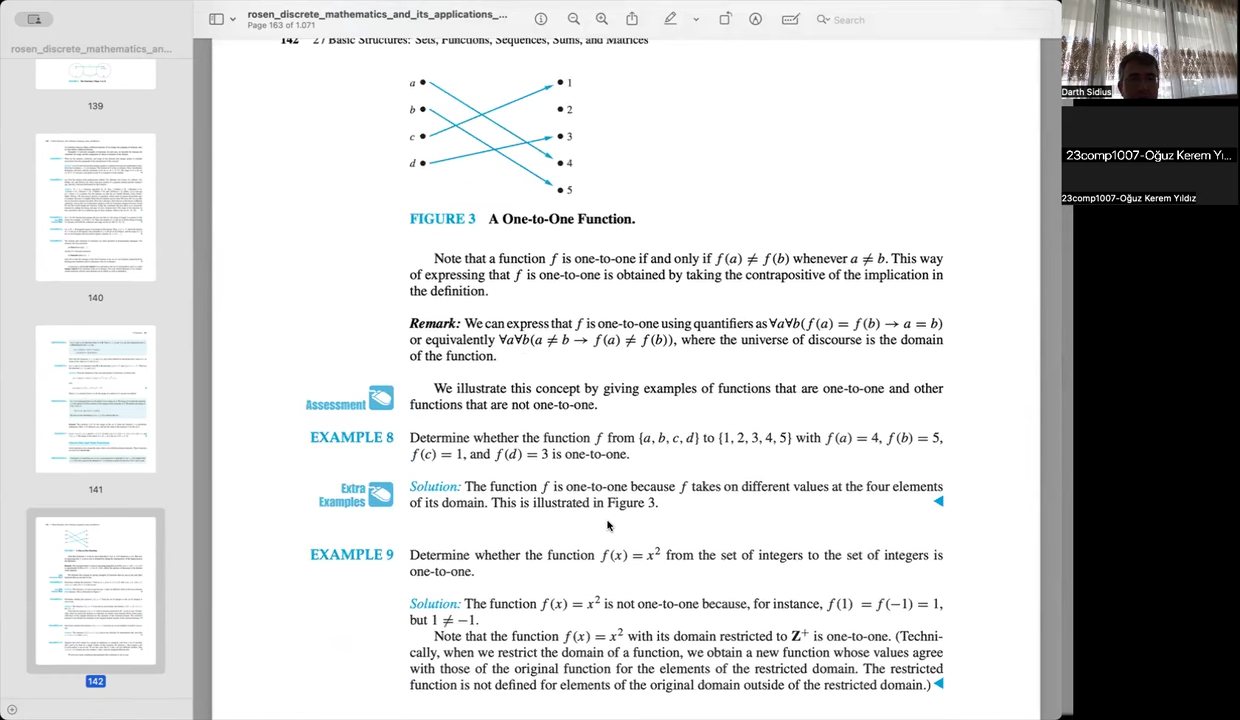 rosen_discrete_mathematics_and_its_applications_...
Page 163 of 1.071
Search
rosen_discrete_mathematics_an...
139
140
141
142
142 2 / Basic Structures: Sets, Functions, Sequences, Sums, and Matrices
a 1
b 2
c 3
d 4
5
FIGURE 3 A One-to-One Function.
Note that a function f is one-to-one if and only if f(a) ≠ f(b) whenever a ≠ b. This way
of expressing that f is one-to-one is obtained by taking the contrapositive of the implication in
the definition.
Remark: We can express that f is one-to-one using quantifiers as ∀a∀b(f(a) = f(b) → a = b)
or equivalently ∀a∀b(a ≠ b → f(a) ≠ f(b)), where the universe of discourse is the domain
of the function.
Assessment
We illustrate this concept by giving examples of functions that are one-to-one and other
functions that are not one-to-one.
EXAMPLE 8 Determine whether the function f from {a, b, c, d} to {1, 2, 3, 4, 5} with f(a) = 4, f(b) = 5,
f(c) = 1, and f(d) = 3 is one-to-one.
Extra
Examples
Solution: The function f is one-to-one because f takes on different values at the four elements
of its domain. This is illustrated in Figure 3.
EXAMPLE 9 Determine whether the function f(x) = x² from the set of integers to the set of integers is
one-to-one.
Solution: The function f(x) = x² is not one-to-one because, for instance, f(1) = f(−1) = 1,
but 1 ≠ −1.
Note that the function f(x) = x² with its domain restricted to Z⁺ is one-to-one. (Techni-
cally, when we restrict the domain of a function, we obtain a new function whose values agree
with those of the original function for the elements of the restricted domain. The restricted
function is not defined for elements of the original domain outside of the restricted domain.)
Darth Sidius
23comp1007-Oğuz Kerem Yı...
23comp1007-Oğuz Kerem Yıldız